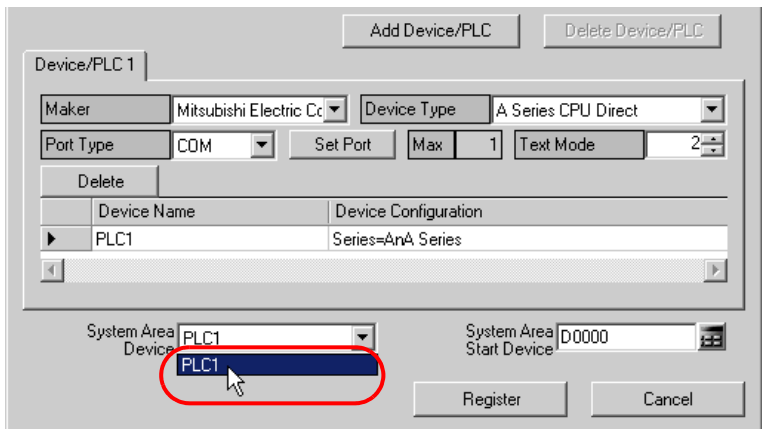 Add Device/PLC Delete Device/PLC
Device/PLC 1
Maker Mitsubishi Electric Cc Device Type A Series CPU Direct
Port Type COM Set Port Max 1 Text Mode 2
Delete
Device Name Device Configuration
PLC1 Series=AnA Series
System Area Device PLC1 System Area Start Device D0000
PLC1
Register Cancel